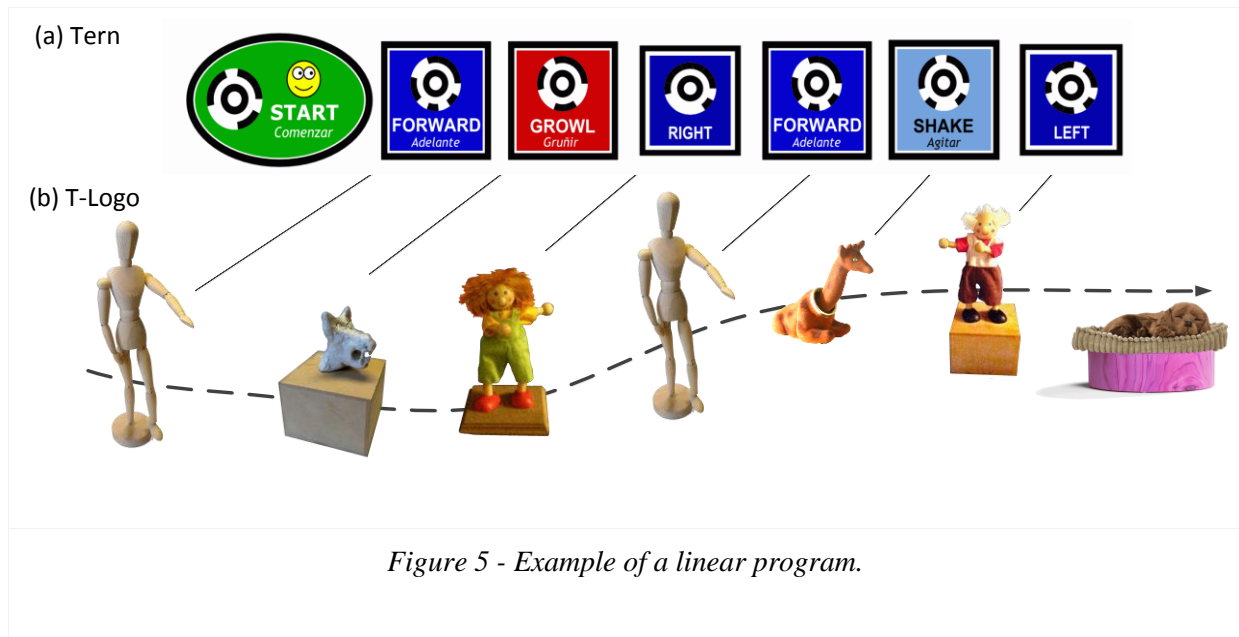 (a) Tern
START
Comenzar
FORWARD
Adelante
GROWL
Gruñir
RIGHT
FORWARD
Adelante
SHAKE
Agitar
LEFT
(b) T-Logo
Figure 5 - Example of a linear program.